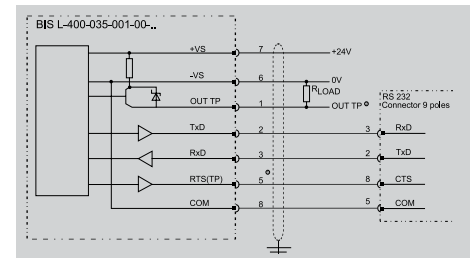 BIS L-400-035-001-00-..
+VS 7 +24V
-VS 6 0V
RLOAD
OUT TP 1 OUT TP
RS 232
Connector 9 poles
TxD 2 3 RxD
RxD 3 2 TxD
RTS(TP) 5 8 CTS
COM 8 5 COM